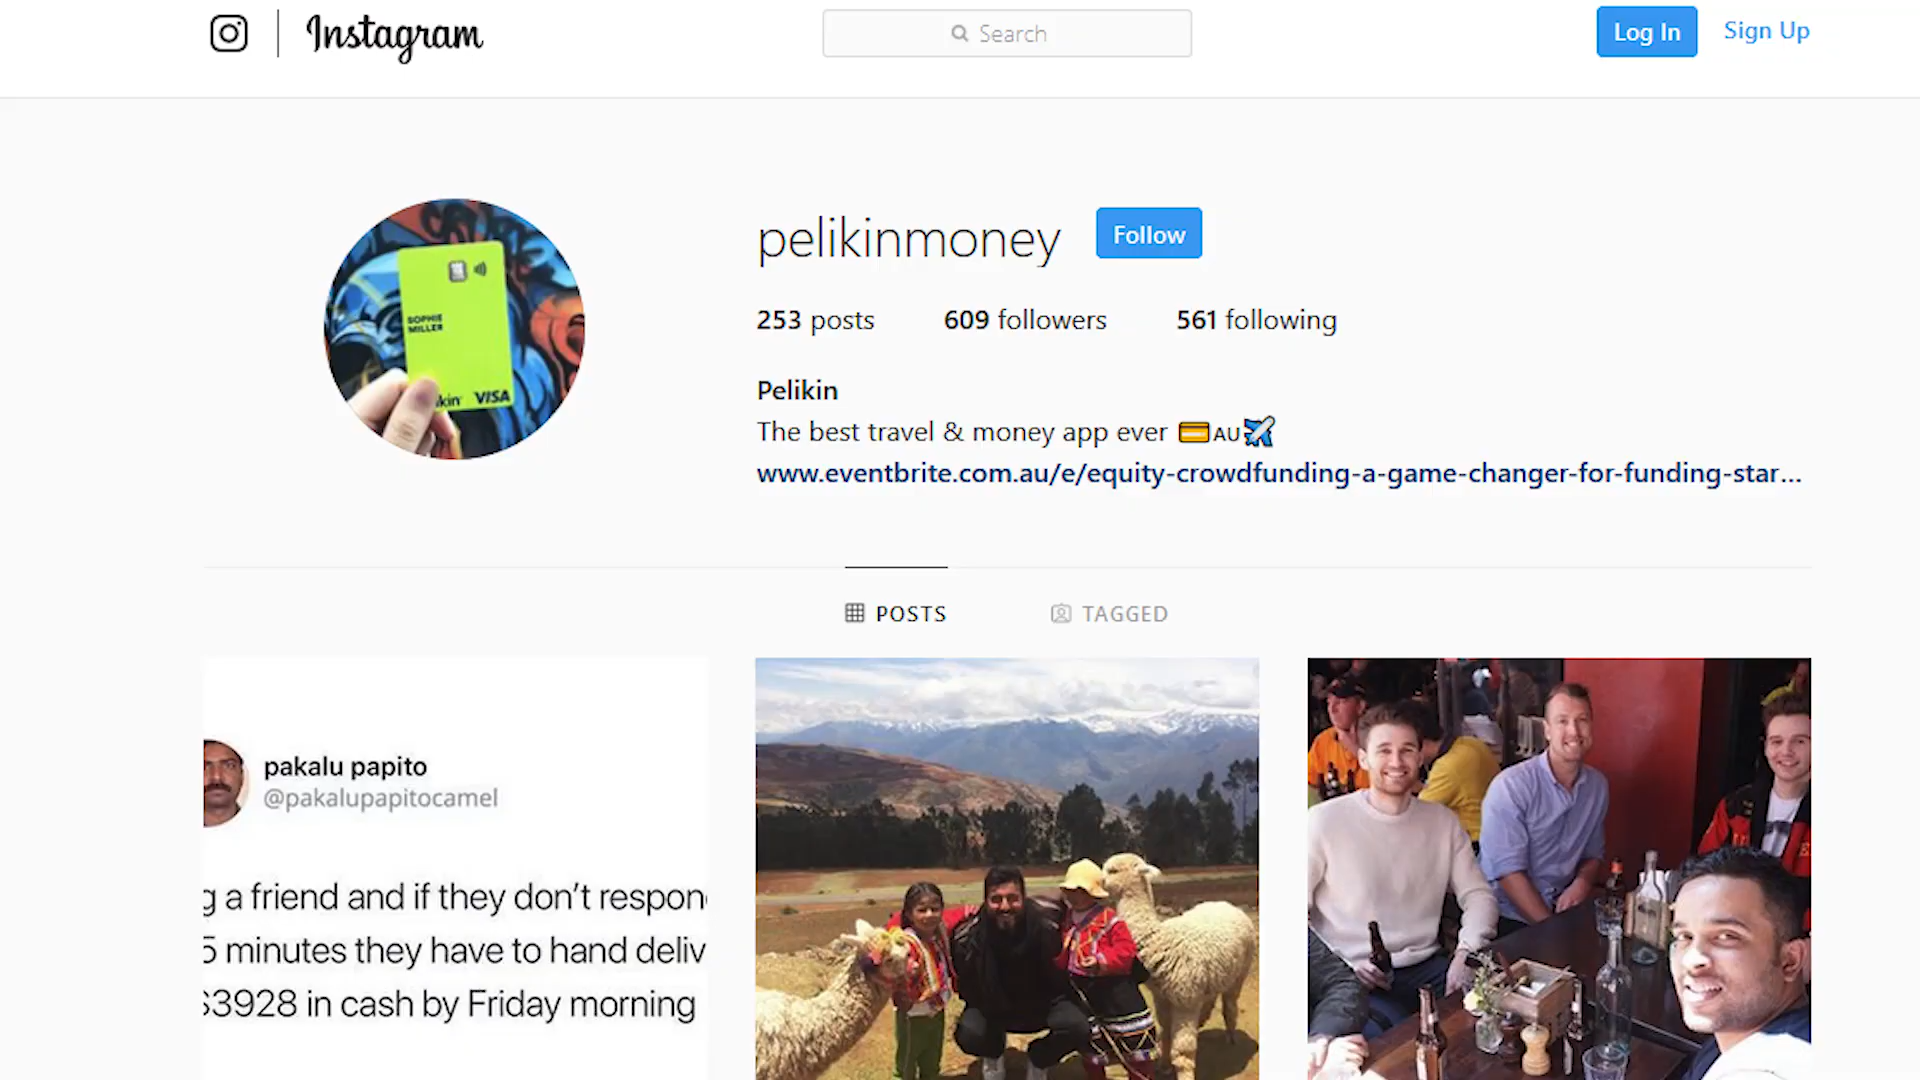 Instagram
Search
Log In
Sign Up
SOPHIE
MILLER
kin
VISA
pelikinmoney
Follow
253 posts
609 followers
561 following
Pelikin
The best travel & money app ever 💳AU✈️
www.eventbrite.com.au/e/equity-crowdfunding-a-game-changer-for-funding-star...
POSTS
TAGGED
pakalu papito
@pakalupapitocamel
g a friend and if they don't respon
5 minutes they have to hand deliv
$3928 in cash by Friday morning